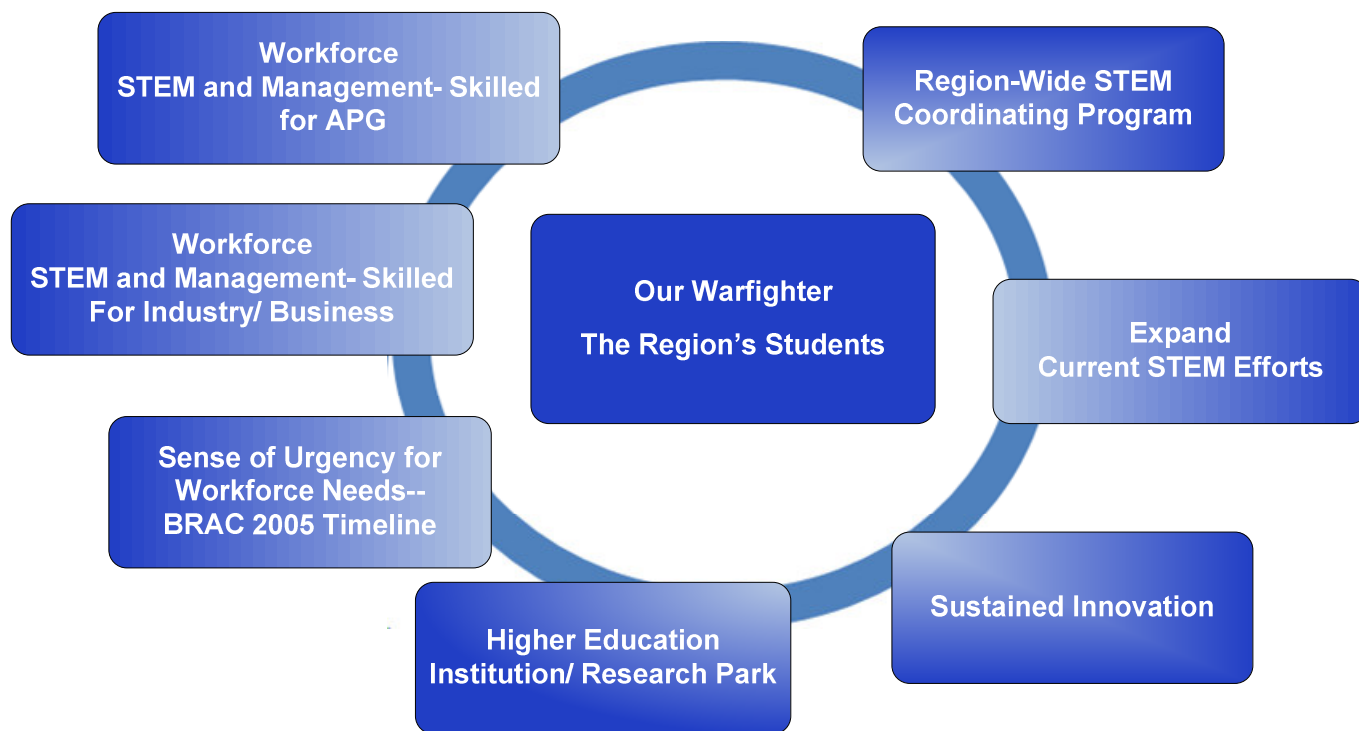 Workforce
STEM and Management- Skilled
for APG
Region-Wide STEM
Coordinating Program
Workforce
STEM and Management- Skilled
For Industry/ Business
Our Warfighter
The Region's Students
Expand
Current STEM Efforts
Sense of Urgency for
Workforce Needs--
BRAC 2005 Timeline
Sustained Innovation
Higher Education
Institution/ Research Park